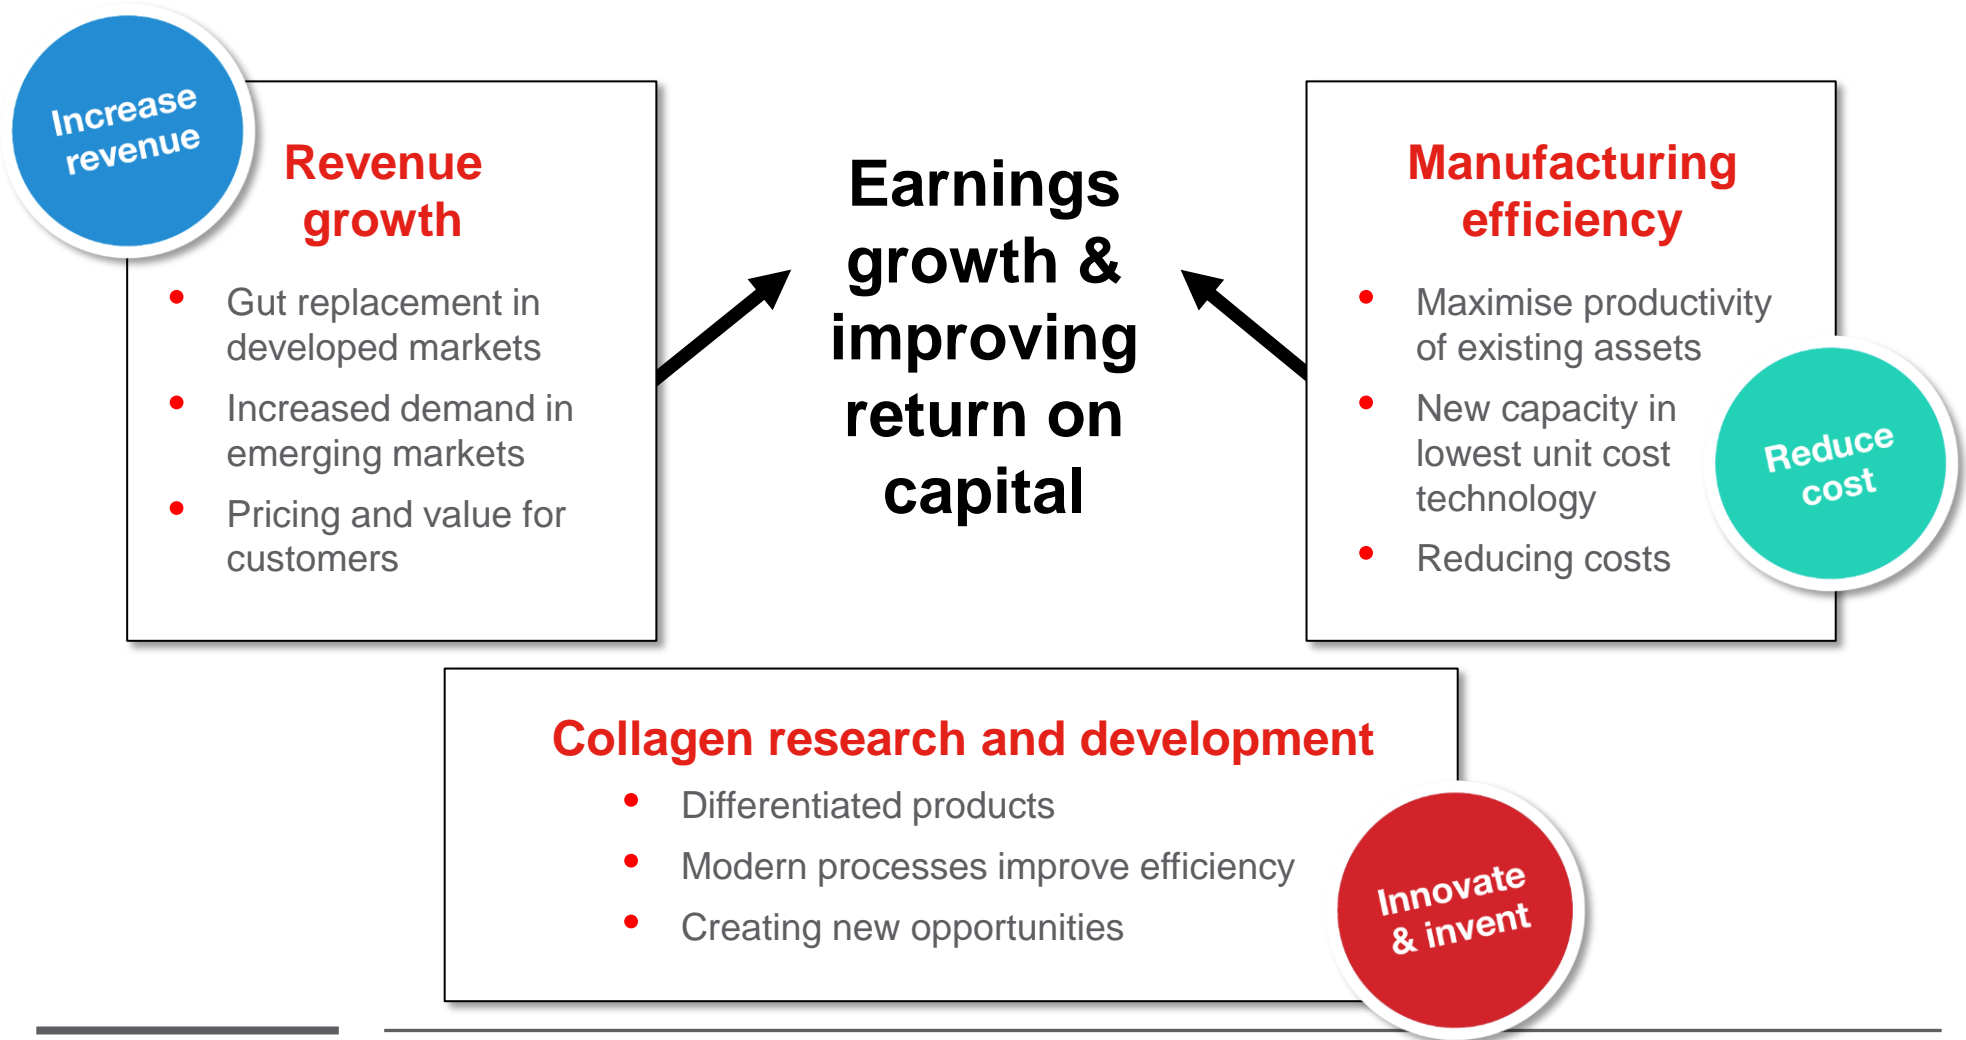 Increase
revenue
Revenue
growth
• Gut replacement in
developed markets
• Increased demand in
emerging markets
• Pricing and value for
customers
Earnings
growth &
improving
return on
capital
Manufacturing
efficiency
• Maximise productivity
of existing assets
• New capacity in
lowest unit cost
technology
• Reducing costs
Reduce
cost
Collagen research and development
• Differentiated products
• Modern processes improve efficiency
• Creating new opportunities
Innovate
& invent